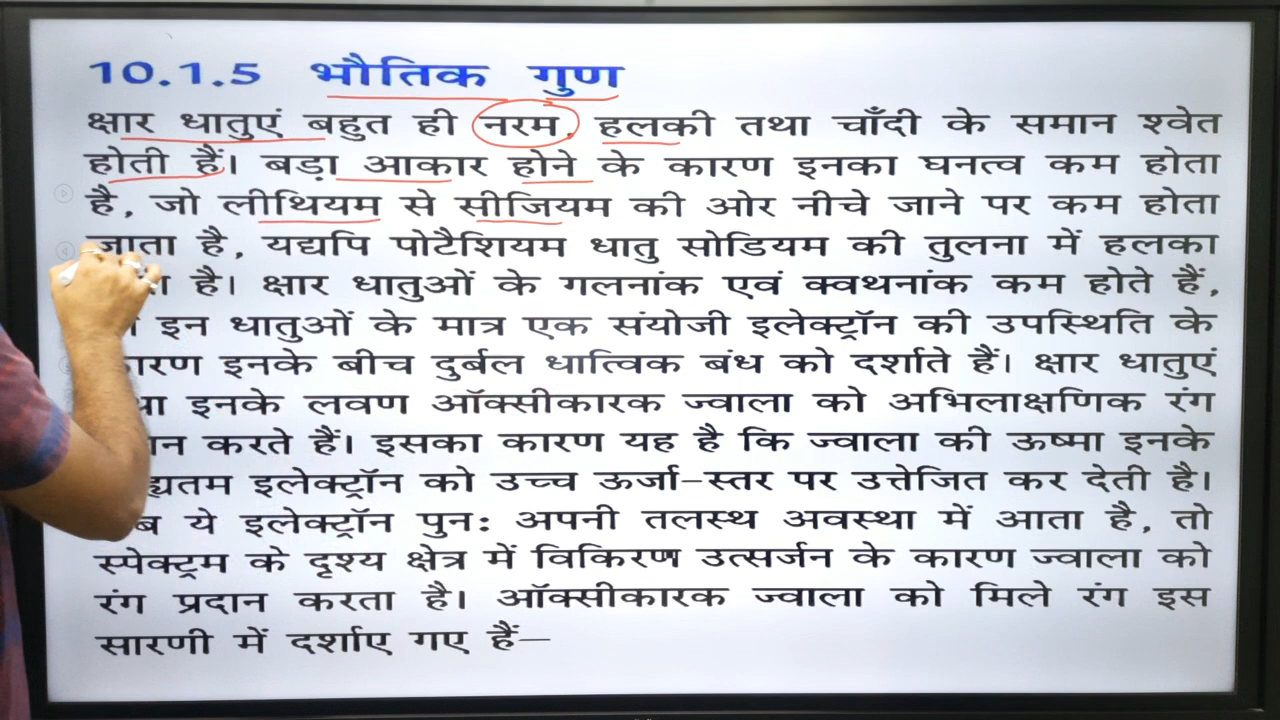 10.1.5 भौतिक गुण
क्षार धातुएं बहुत ही नरम, हलकी तथा चाँदी के समान श्वेत
होती हैं। बड़ा आकार होने के कारण इनका घनत्व कम होता
है, जो लीथियम से सीजियम की ओर नीचे जाने पर कम होता
जाता है, यद्यपि पोटैशियम धातु सोडियम की तुलना में हलका
है। क्षार धातुओं के गलनांक एवं क्वथनांक कम होते हैं,
इन धातुओं के मात्र एक संयोजी इलेक्ट्रॉन की उपस्थिति के
इनके बीच दुर्बल धात्विक बंध को दर्शाते हैं। क्षार धातुएं
इनके लवण ऑक्सीकारक ज्वाला को अभिलाक्षणिक रंग
करते हैं। इसका कारण यह है कि ज्वाला की ऊष्मा इनके
इलेक्ट्रॉन को उच्च ऊर्जा-स्तर पर उत्तेजित कर देती है।
ये इलेक्ट्रॉन पुन: अपनी तलस्थ अवस्था में आता है, तो
स्पेक्ट्रम के दृश्य क्षेत्र में विकिरण उत्सर्जन के कारण ज्वाला को
रंग प्रदान करता है। ऑक्सीकारक ज्वाला को मिले रंग इस
सारणी में दर्शाए गए हैं–